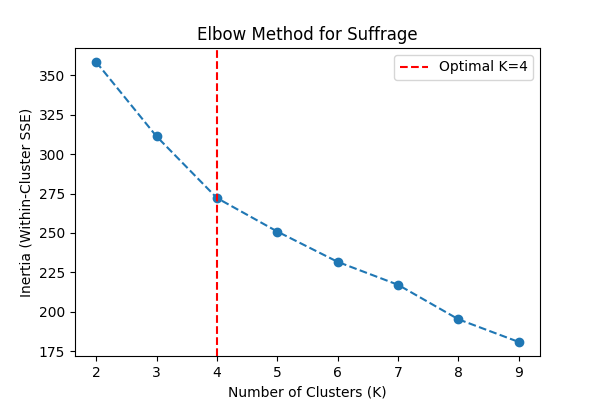 Elbow Method for Suffrage
Optimal K=4
Inertia (Within-Cluster SSE)
350
325
300
275
250
225
200
175
2 3 4 5 6 7 8 9
Number of Clusters (K)